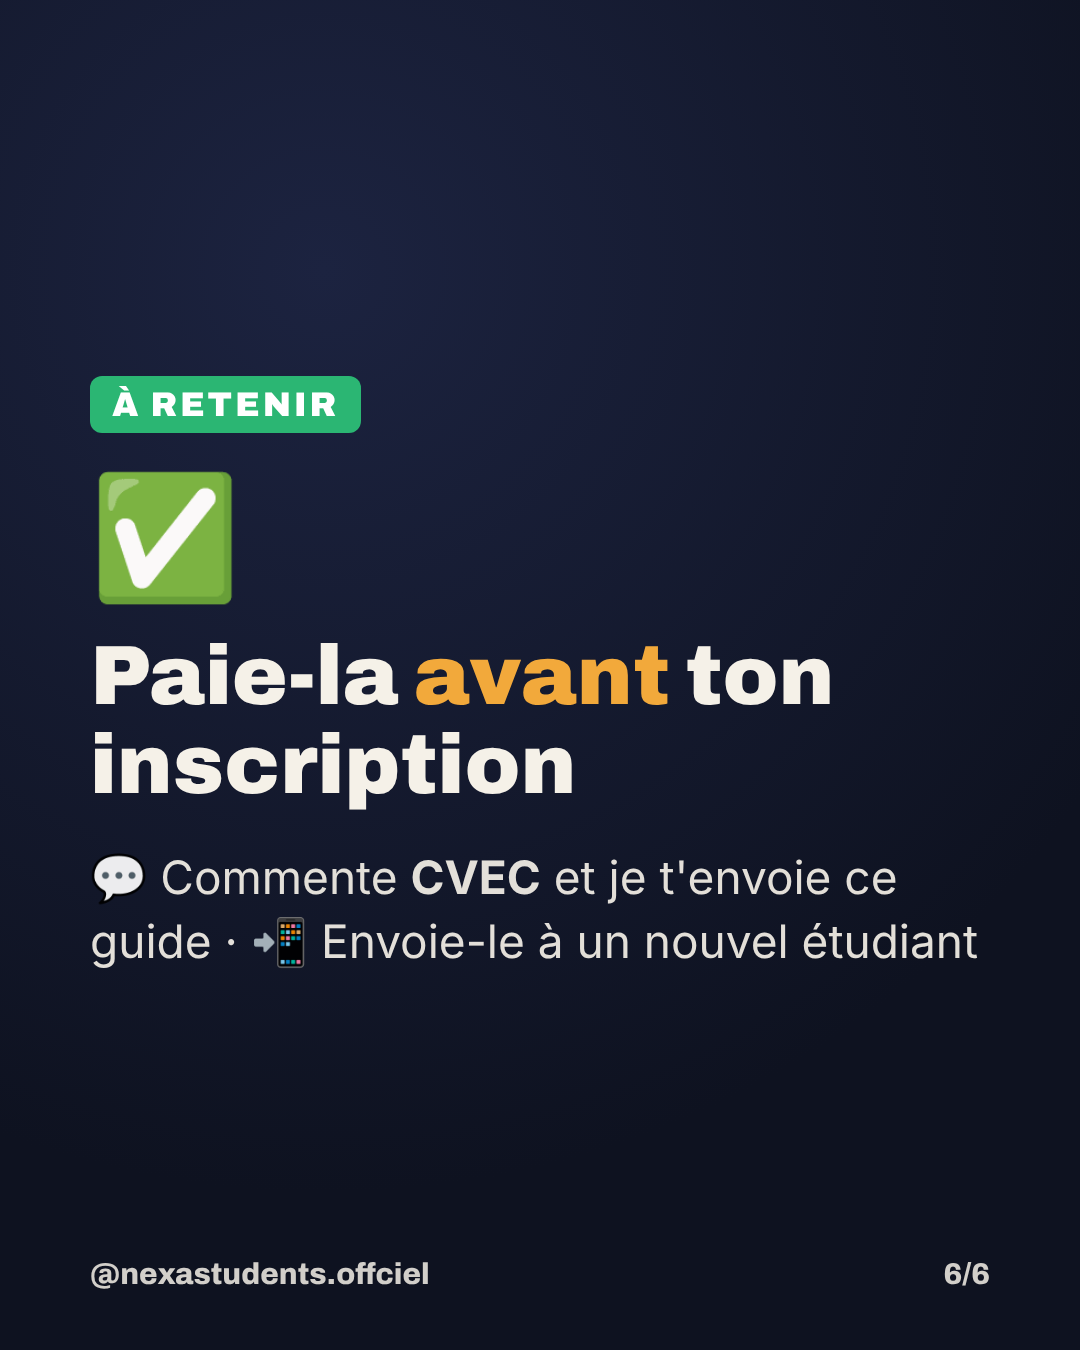 À RETENIR
✅
Paie-la avant ton
inscription
💬 Commente CVEC et je t'envoie ce
guide · 📲 Envoie-le à un nouvel étudiant
@nexastudents.offciel
6/6